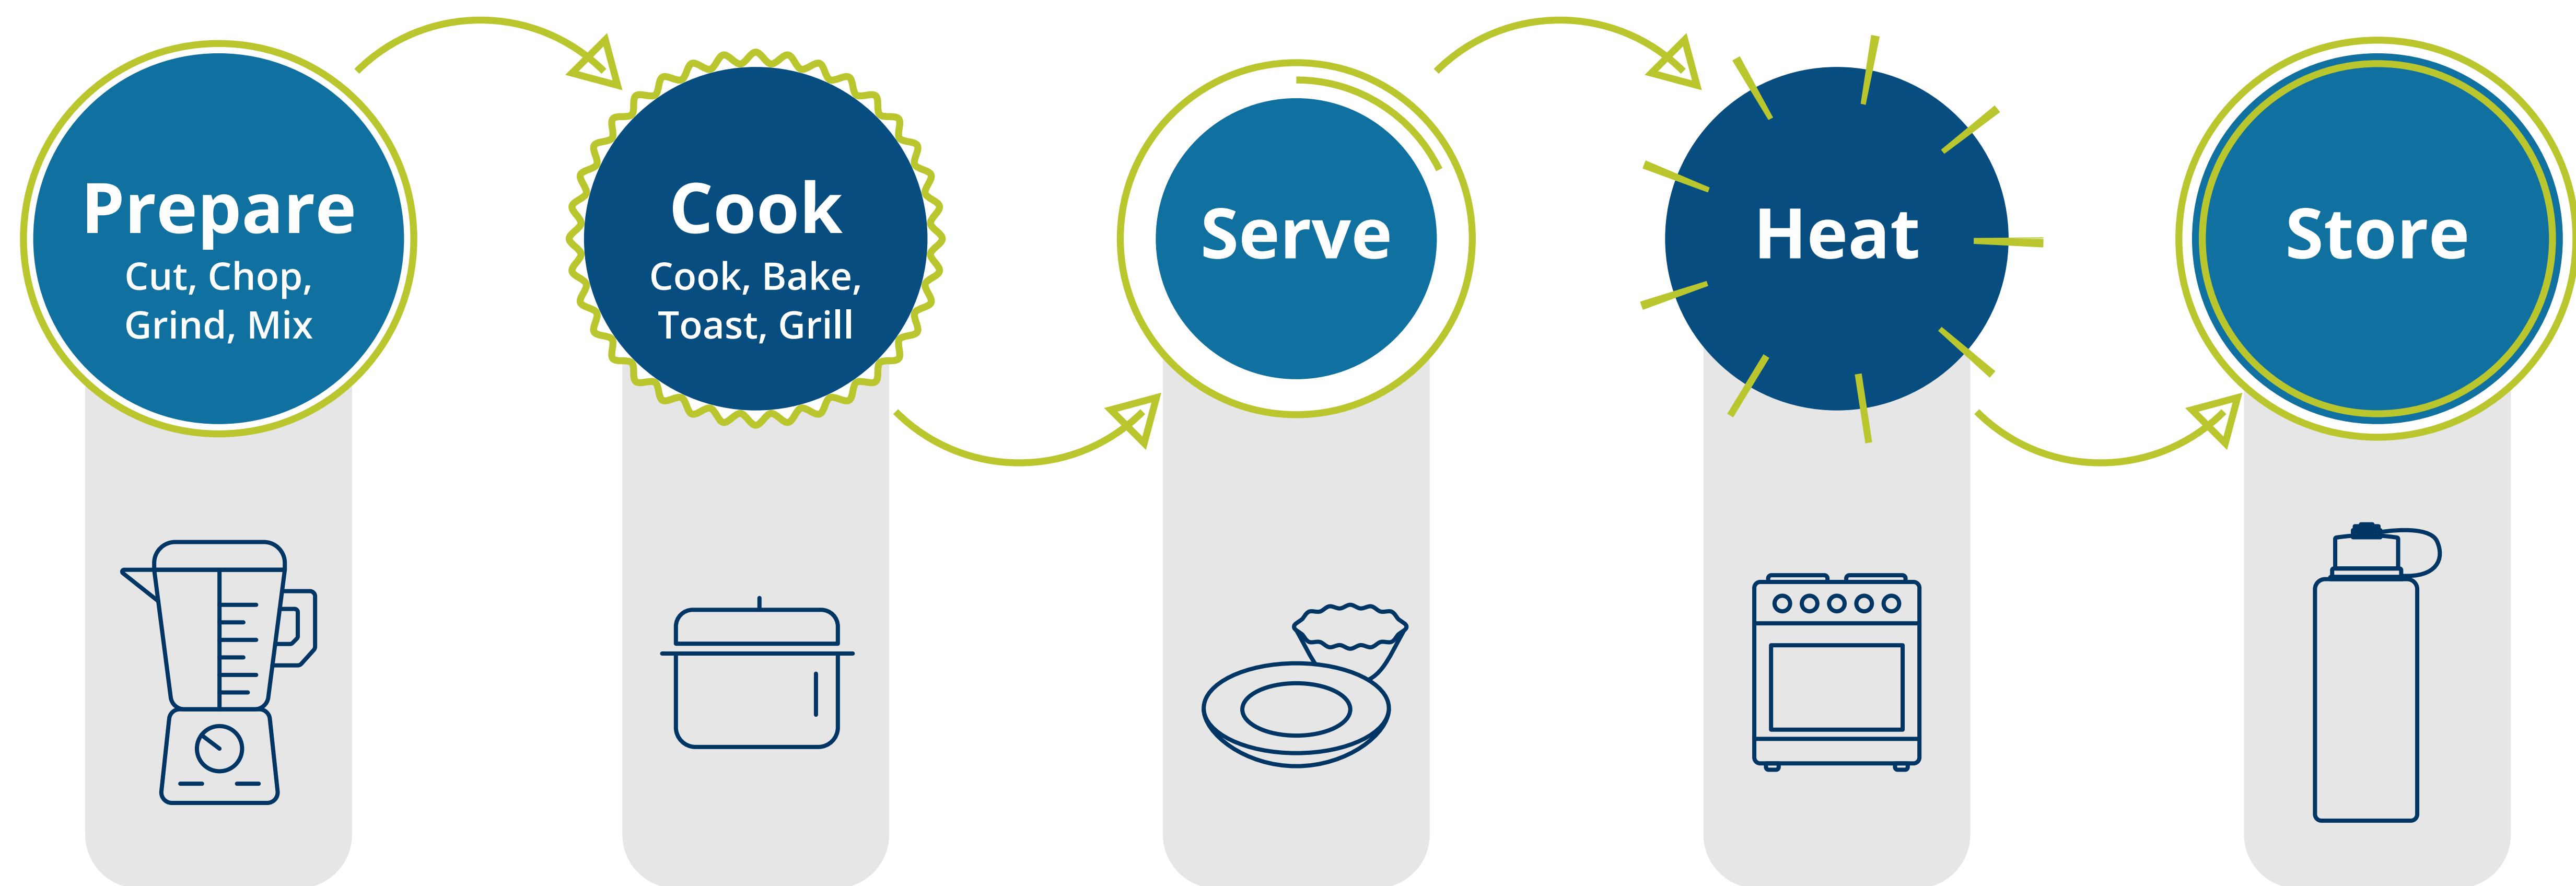 Prepare
Cut, Chop,
Grind, Mix
Cook
Cook, Bake,
Toast, Grill
Serve
Heat
Store